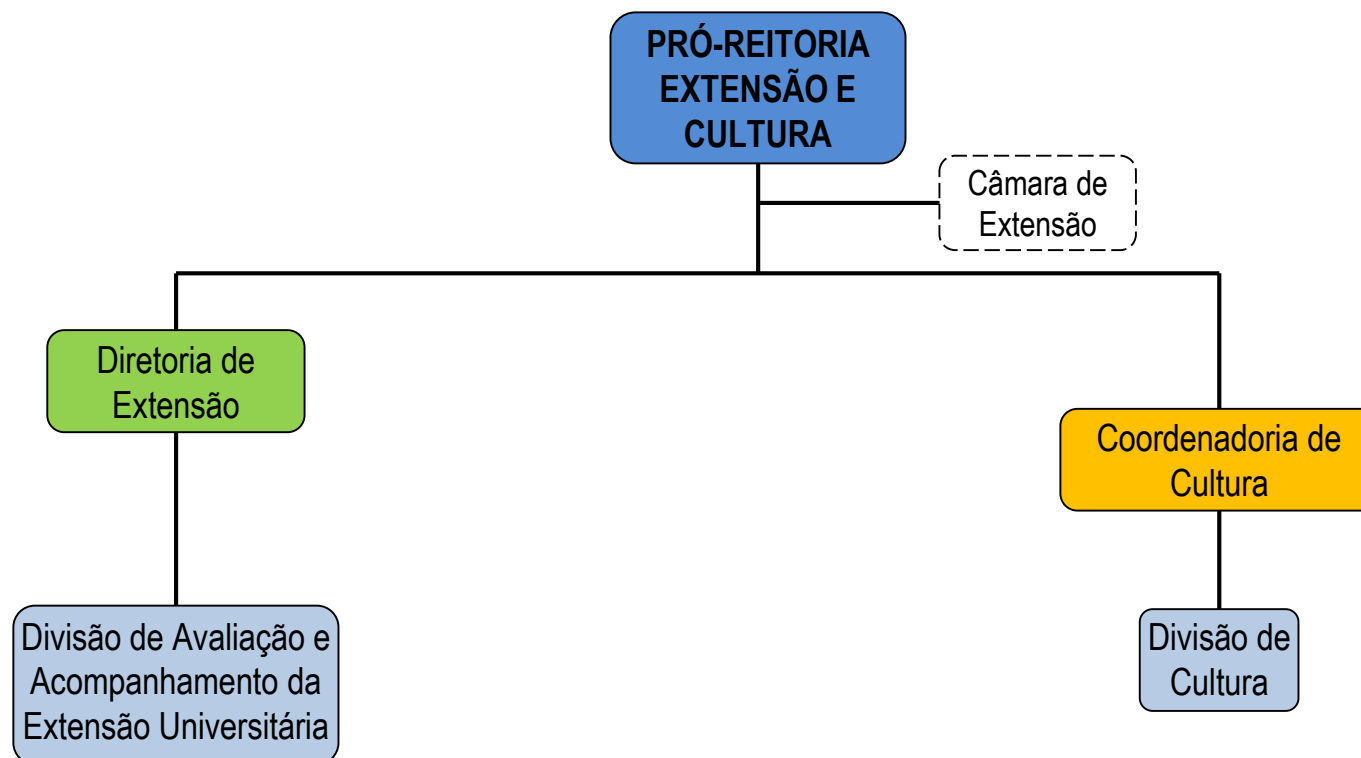 PRÓ-REITORIA
EXTENSÃO E
CULTURA
Câmara de
Extensão
Diretoria de
Extensão
Coordenadoria de
Cultura
Divisão de Avaliação e
Acompanhamento da
Extensão Universitária
Divisão de
Cultura